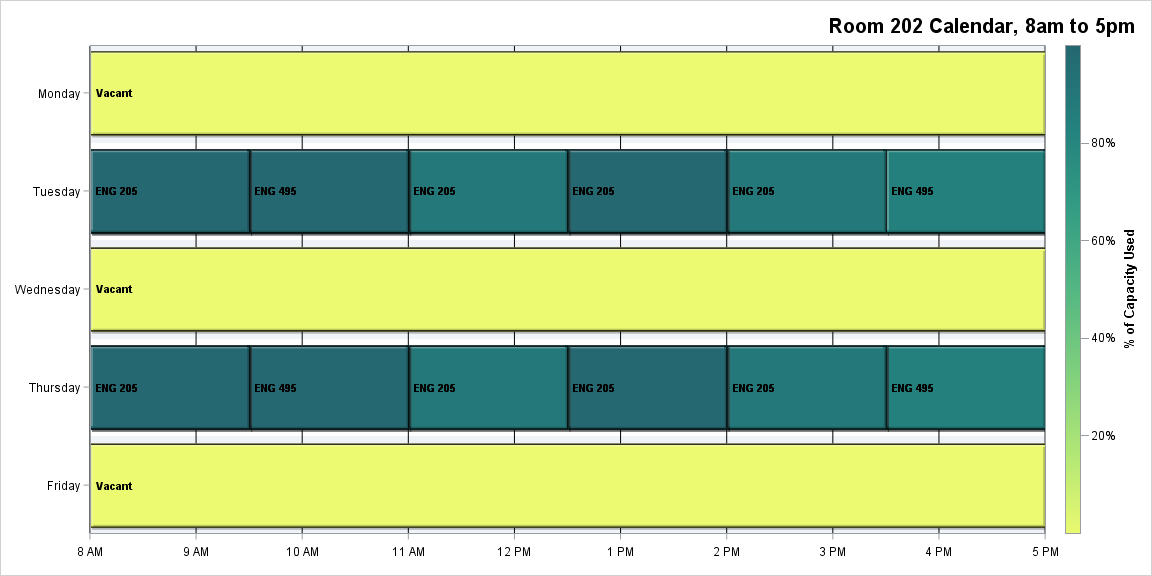 Room 202 Calendar, 8am to 5pm
Monday
Vacant
Tuesday
ENG 205
ENG 495
ENG 205
ENG 205
ENG 205
ENG 495
Wednesday
Vacant
Thursday
ENG 205
ENG 495
ENG 205
ENG 205
ENG 205
ENG 495
Friday
Vacant
8 AM
9 AM
10 AM
11 AM
12 PM
1 PM
2 PM
3 PM
4 PM
5 PM
80%
60%
40%
20%
% of Capacity Used